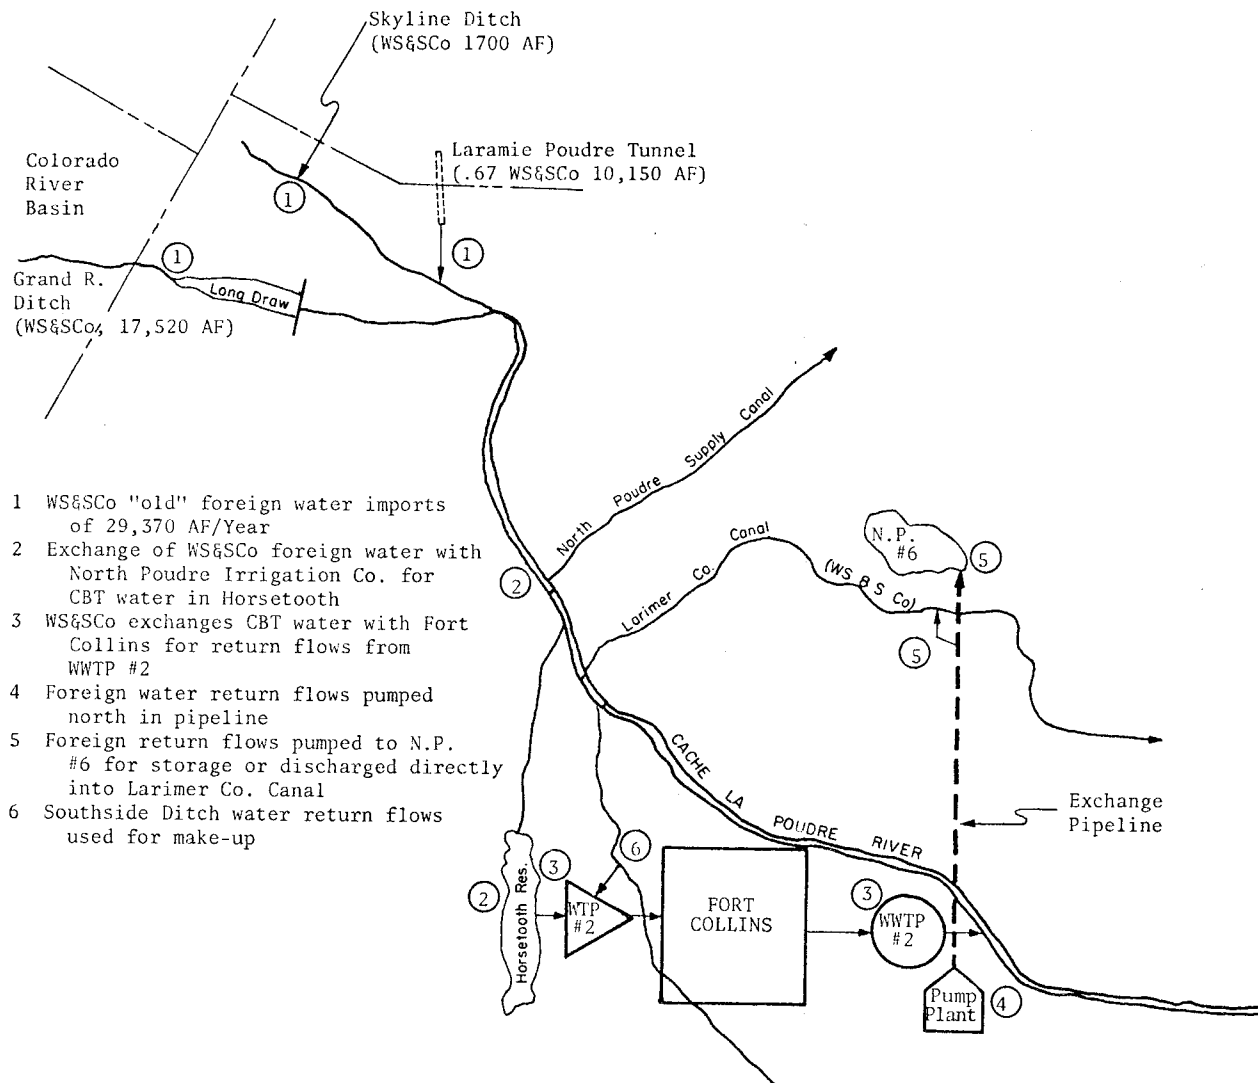 Skyline Ditch
(WS&SCo 1700 AF)
Laramie Poudre Tunnel
(.67 WS&SCo 10,150 AF)
Colorado
River
Basin
1
1
1
Grand R.
Ditch
(WS&SCo, 17,520 AF)
Long Draw
North Poudre Supply Canal
Larimer Co. Canal
(WS & S Co)
N.P.
#6
5
5
2
1 WS&SCo "old" foreign water imports
of 29,370 AF/Year
2 Exchange of WS&SCo foreign water with
North Poudre Irrigation Co. for
CBT water in Horsetooth
3 WS&SCo exchanges CBT water with Fort
Collins for return flows from
WWTP #2
4 Foreign water return flows pumped
north in pipeline
5 Foreign return flows pumped to N.P.
#6 for storage or discharged directly
into Larimer Co. Canal
6 Southside Ditch water return flows
used for make-up
CACHE LA POUDRE RIVER
Exchange
Pipeline
2
Horsetooth Res.
3
6
WTP
#2
FORT
COLLINS
3
WWTP
#2
Pump
Plant
4